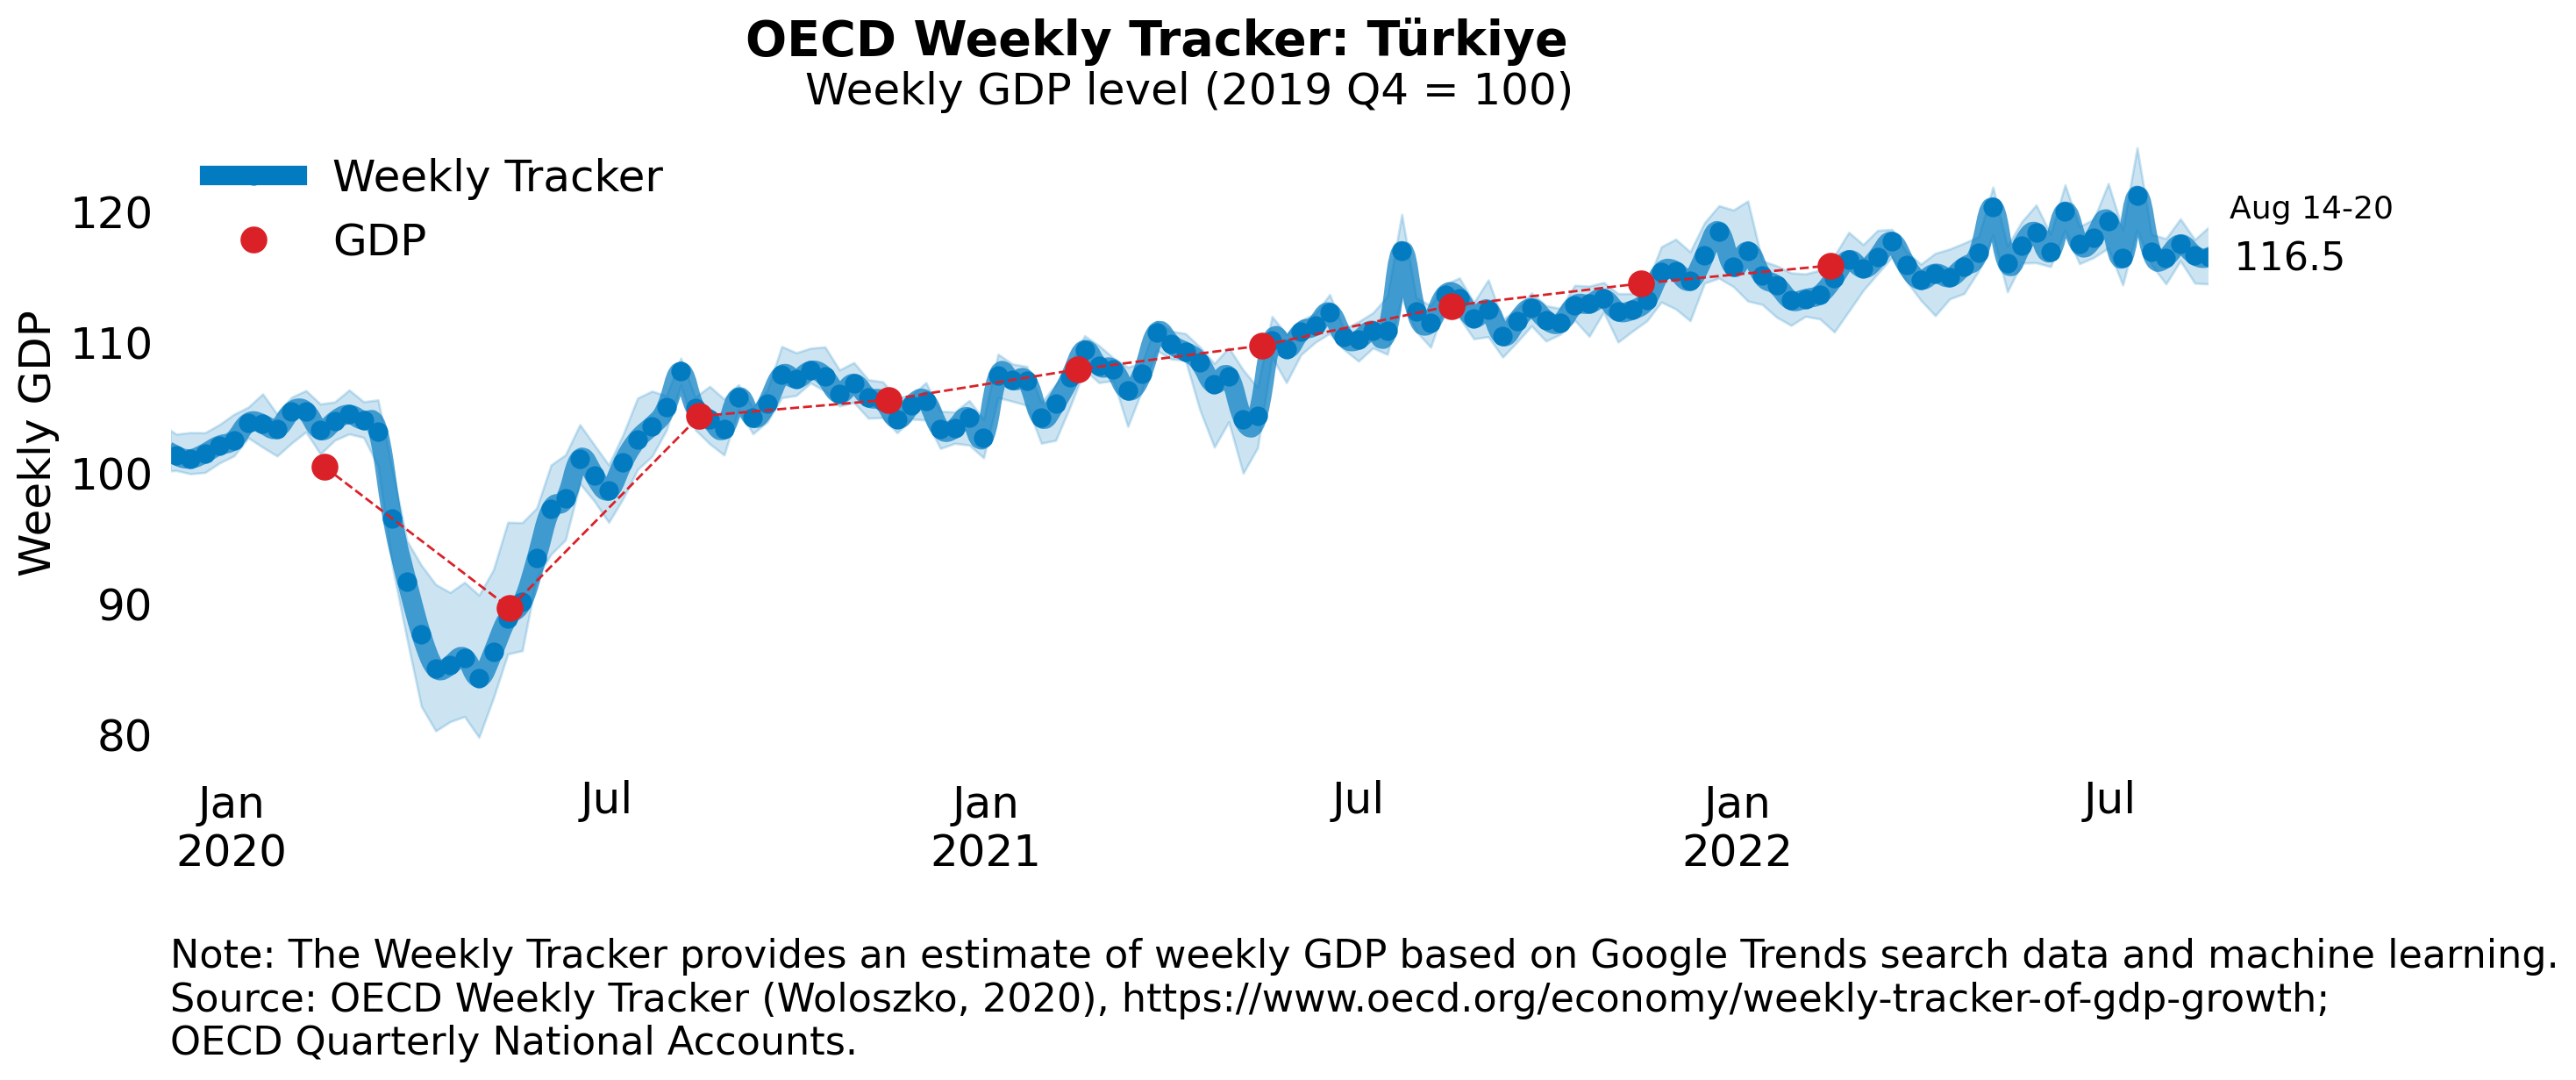 OECD Weekly Tracker: Türkiye
Weekly GDP level (2019 Q4 = 100)
Weekly Tracker
GDP
Weekly GDP
120
110
100
90
80
Aug 14-20
116.5
Jan
2020
Jul
Jan
2021
Jul
Jan
2022
Jul
Note: The Weekly Tracker provides an estimate of weekly GDP based on Google Trends search data and machine learning.
Source: OECD Weekly Tracker (Woloszko, 2020), https://www.oecd.org/economy/weekly-tracker-of-gdp-growth;
OECD Quarterly National Accounts.